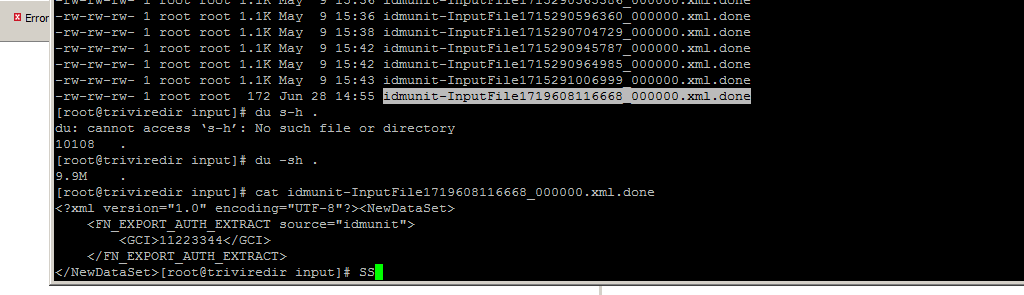 Error
-rw-rw-rw- 1 root root 1.1K May  9 15:36 idmunit-InputFile1715290596360_000000.xml.done
-rw-rw-rw- 1 root root 1.1K May  9 15:38 idmunit-InputFile1715290704729_000000.xml.done
-rw-rw-rw- 1 root root 1.1K May  9 15:42 idmunit-InputFile1715290945787_000000.xml.done
-rw-rw-rw- 1 root root 1.1K May  9 15:42 idmunit-InputFile1715290964985_000000.xml.done
-rw-rw-rw- 1 root root 1.1K May  9 15:43 idmunit-InputFile1715291006999_000000.xml.done
-rw-rw-rw- 1 root root  172 Jun 28 14:55 idmunit-InputFile1719608116668_000000.xml.done
[root@triviredir input]# du s-h .
du: cannot access ‘s-h’: No such file or directory
10108   .
[root@triviredir input]# du -sh .
9.9M    .
[root@triviredir input]# cat idmunit-InputFile1719608116668_000000.xml.done
<?xml version="1.0" encoding="UTF-8"?><NewDataSet>
    <FN_EXPORT_AUTH_EXTRACT source="idmunit">
        <GCI>11223344</GCI>
    </FN_EXPORT_AUTH_EXTRACT>
</NewDataSet>[root@triviredir input]# SS